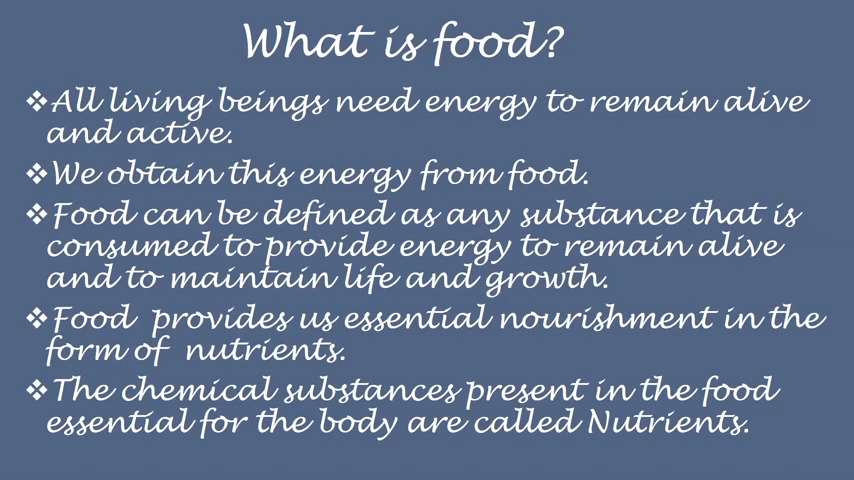 What is food?
❖All living beings need energy to remain alive
and active.
❖We obtain this energy from food.
❖Food can be defined as any substance that is
consumed to provide energy to remain alive
and to maintain life and growth.
❖Food provides us essential nourishment in the
form of nutrients.
❖The chemical substances present in the food
essential for the body are called Nutrients.